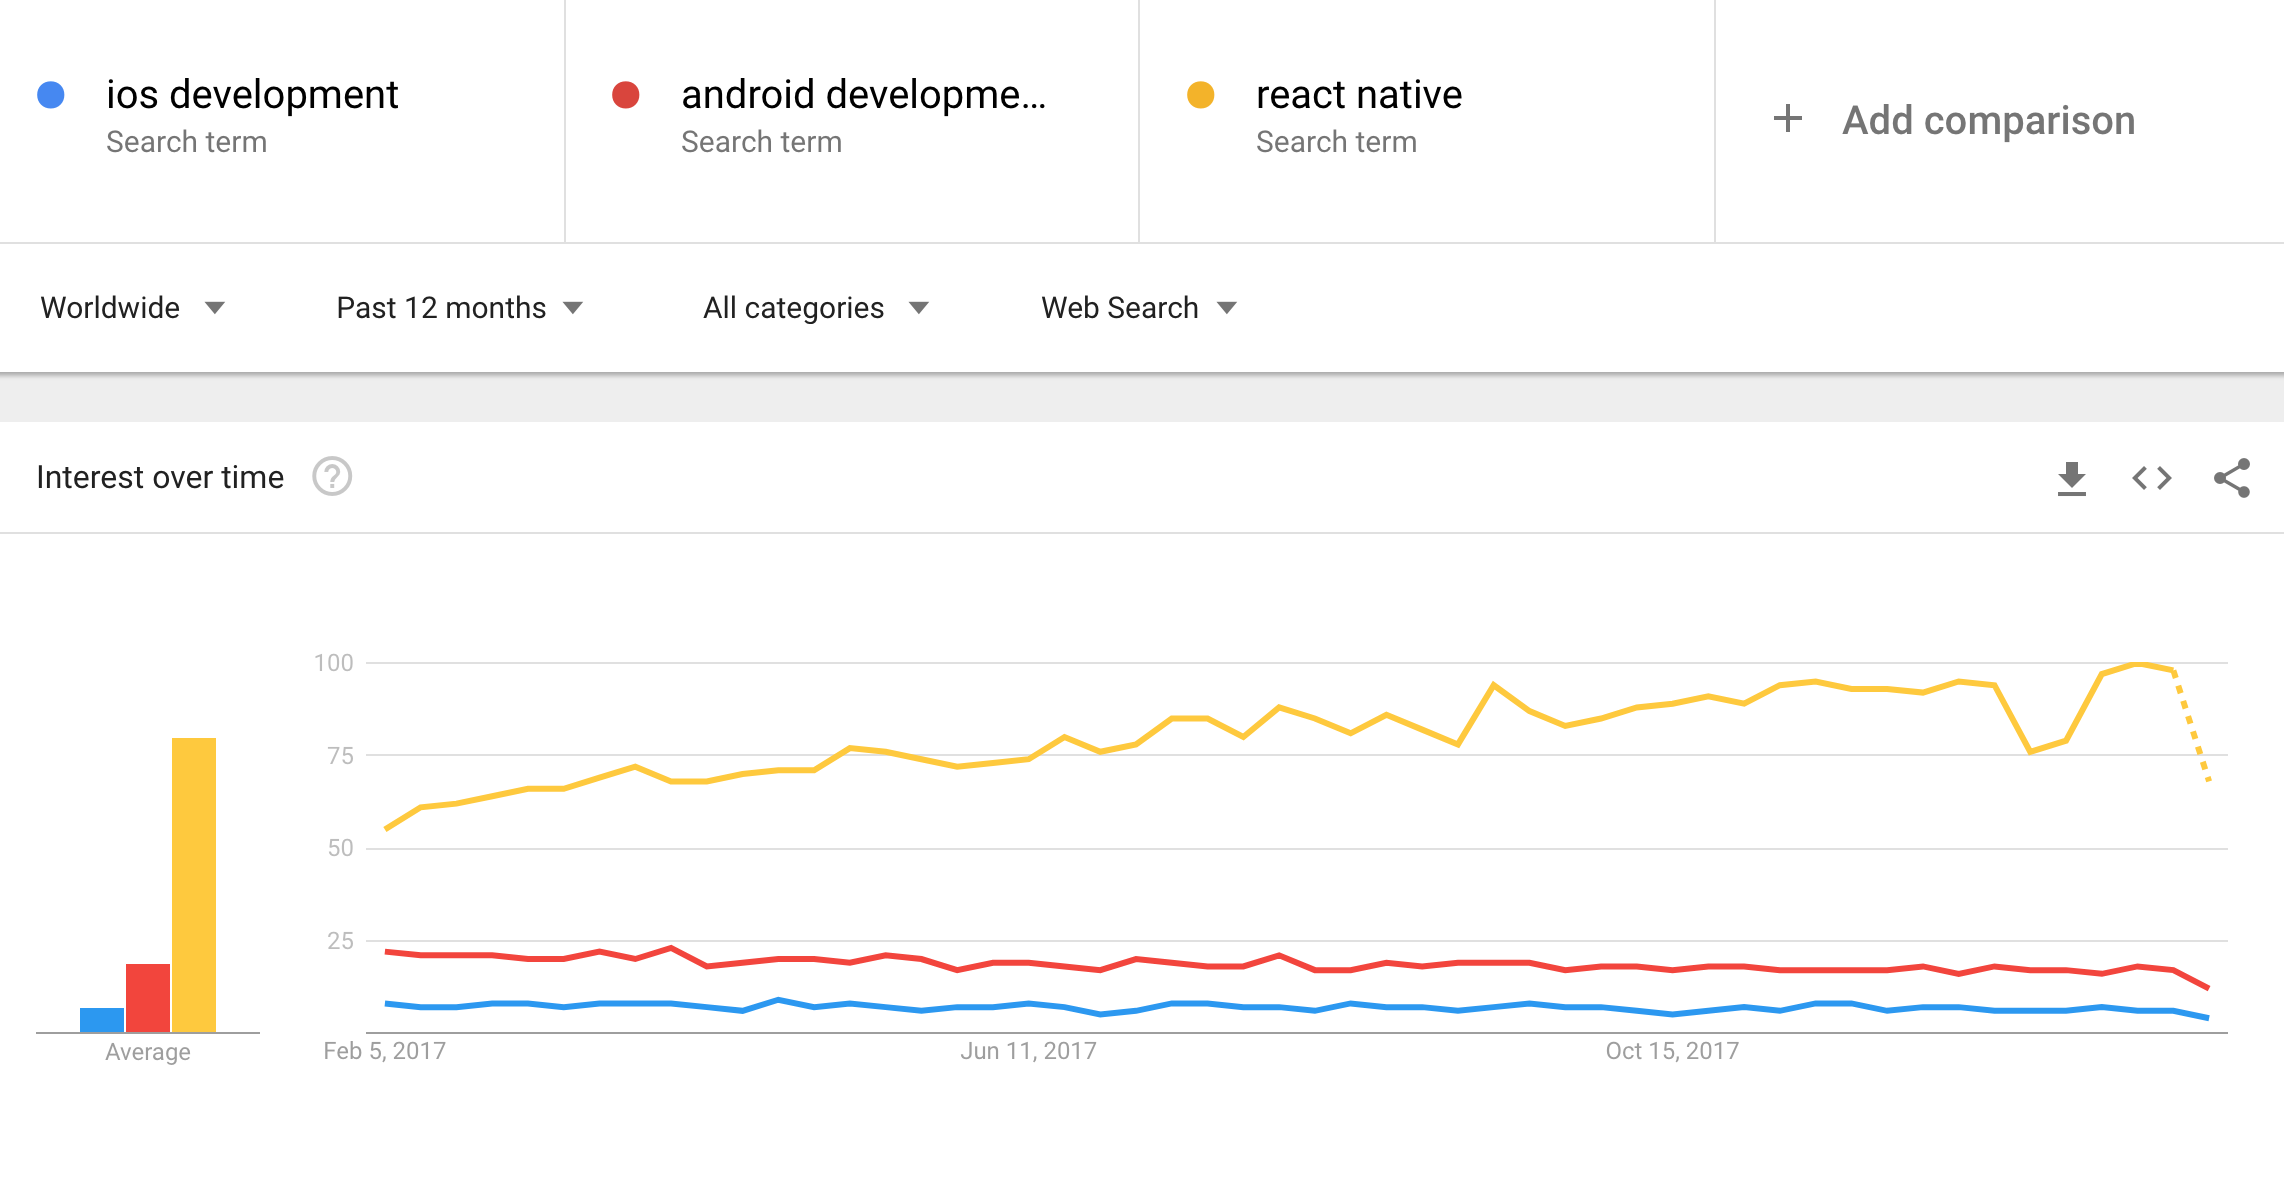 ios development
Search term
android developme...
Search term
react native
Search term
+ Add comparison
Worldwide
Past 12 months
All categories
Web Search
Interest over time ?
100
75
50
25
Average
Feb 5, 2017
Jun 11, 2017
Oct 15, 2017